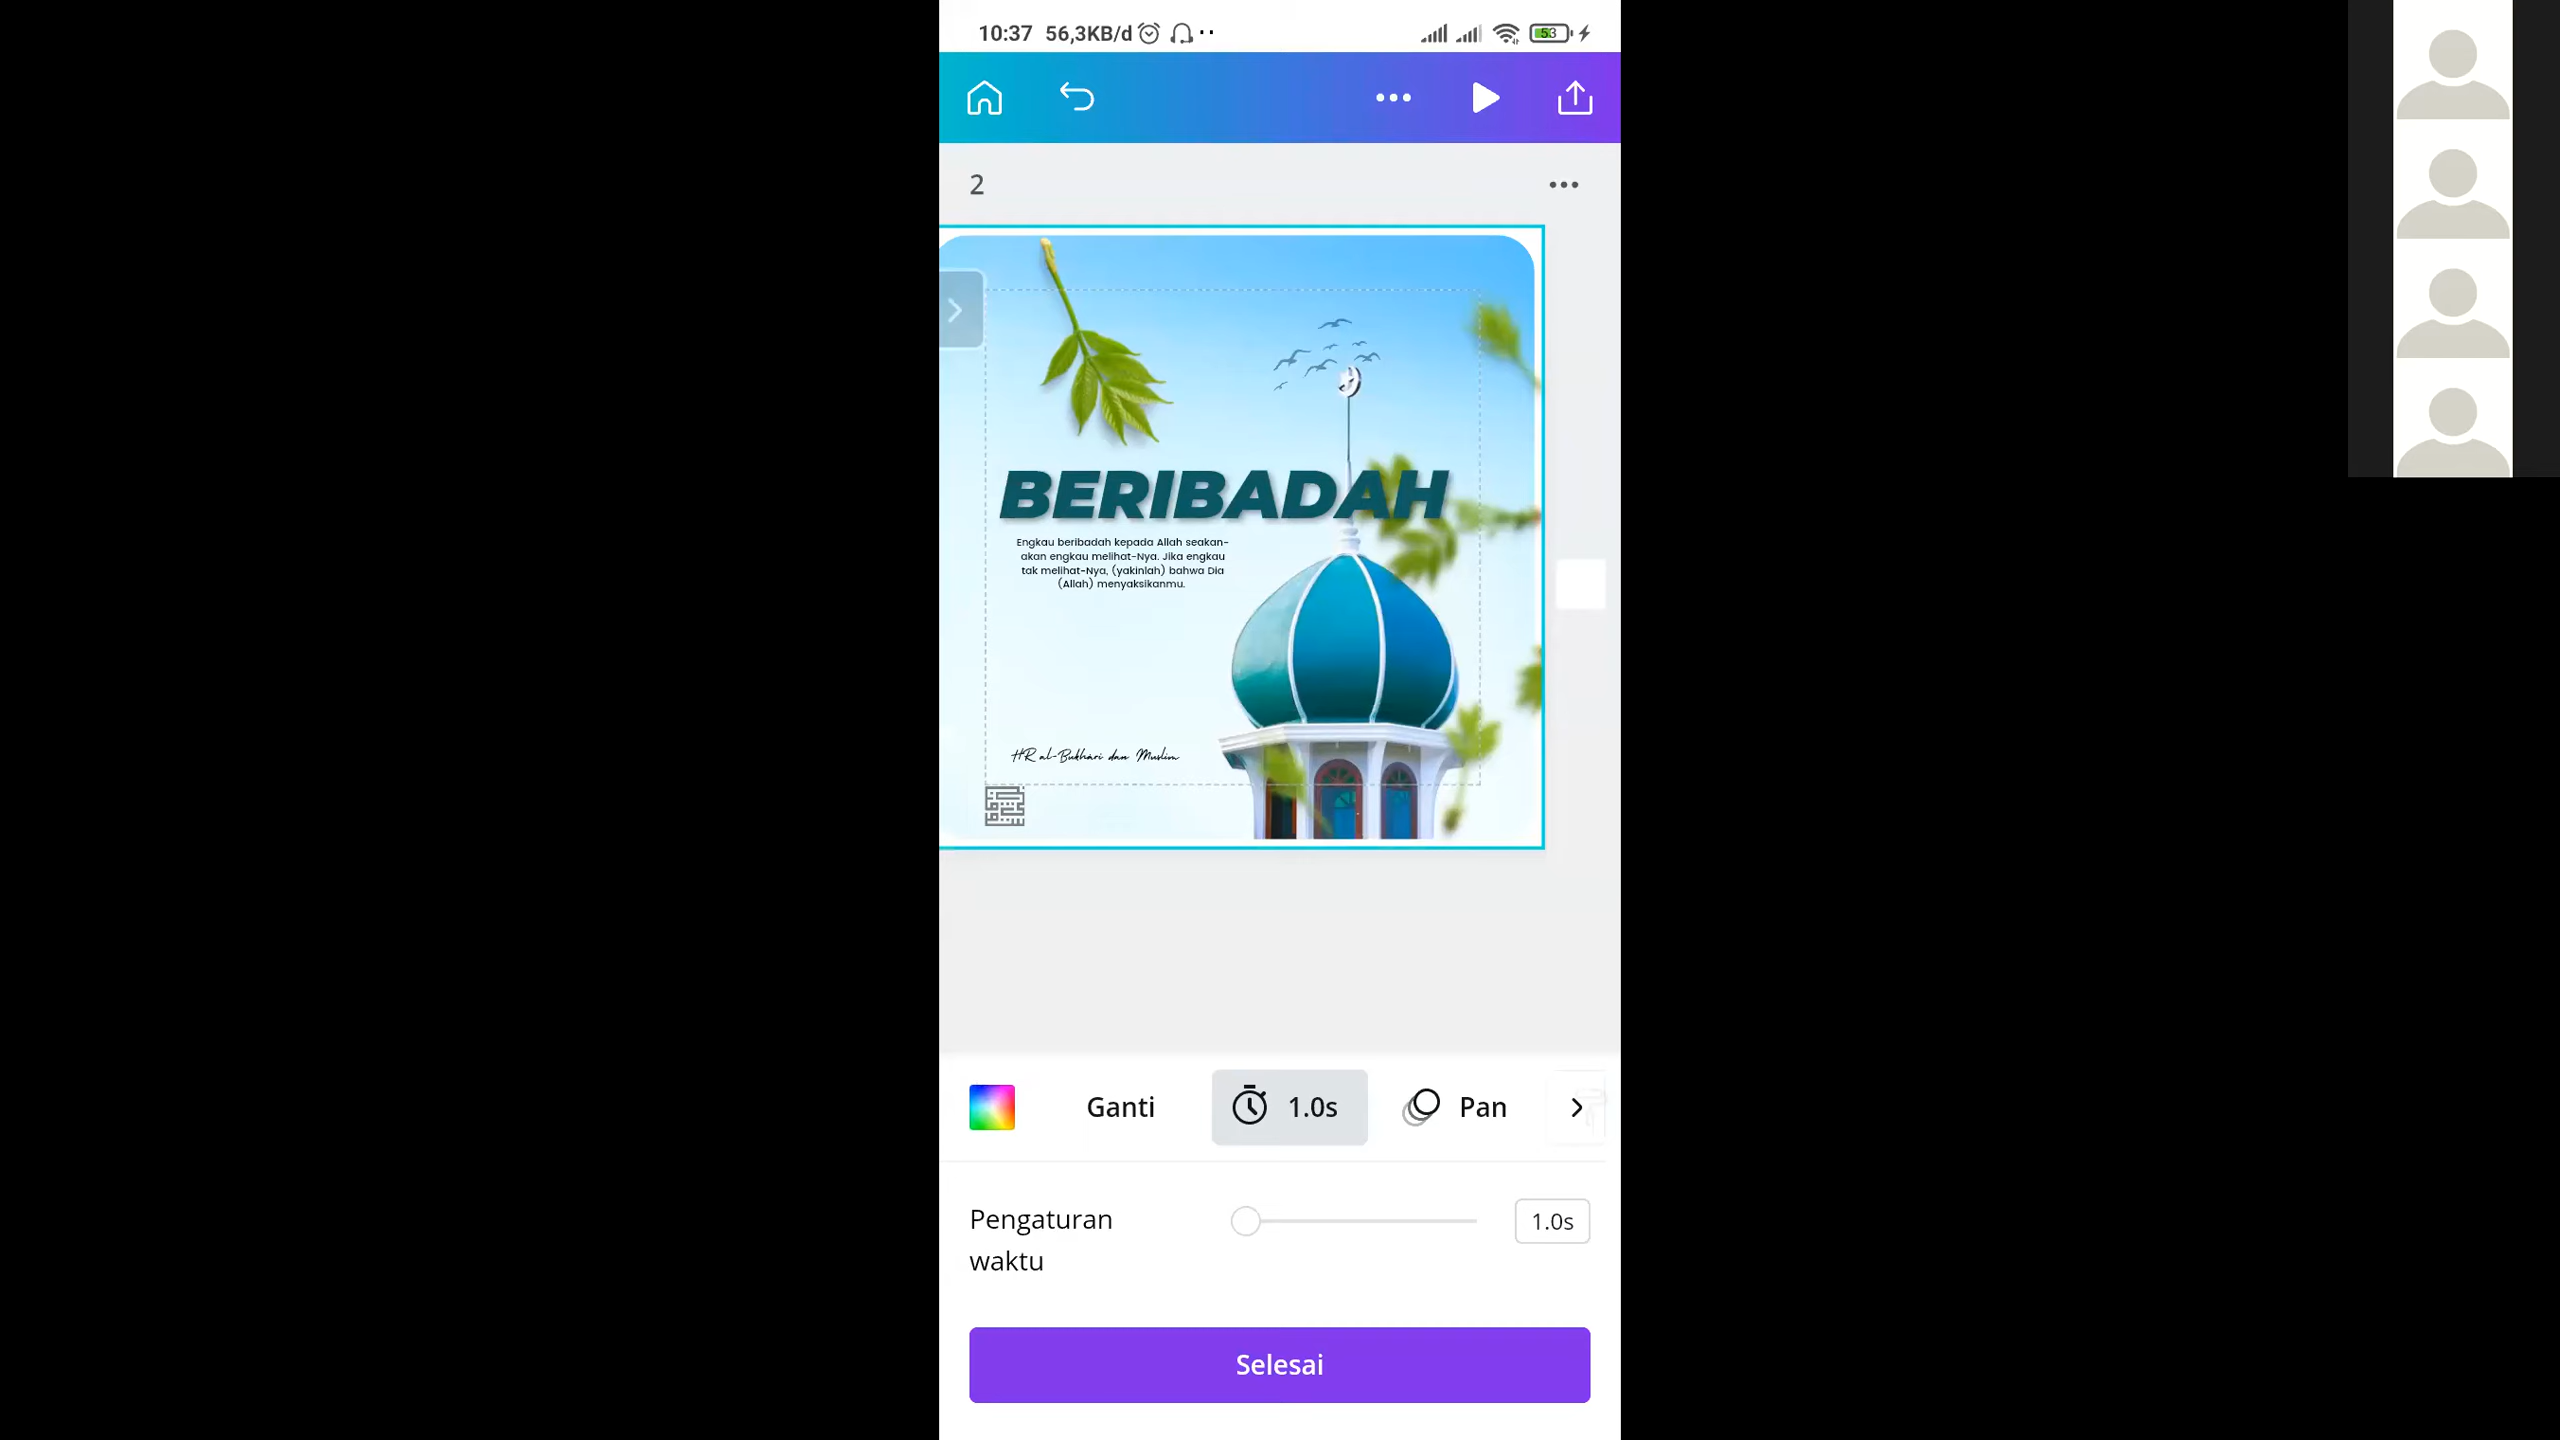 10:37 56,3KB/d 53
2
BERIBADAH
Engkau beribadah kepada Allah seakan-
akan engkau melihat-Nya. Jika engkau
tak melihat-Nya, (yakinlah) bahwa Dia
(Allah) menyaksikanmu.
HR al-Bukhari dan Muslim
Ganti 1.0s Pan
Pengaturan 1.0s
waktu
Selesai